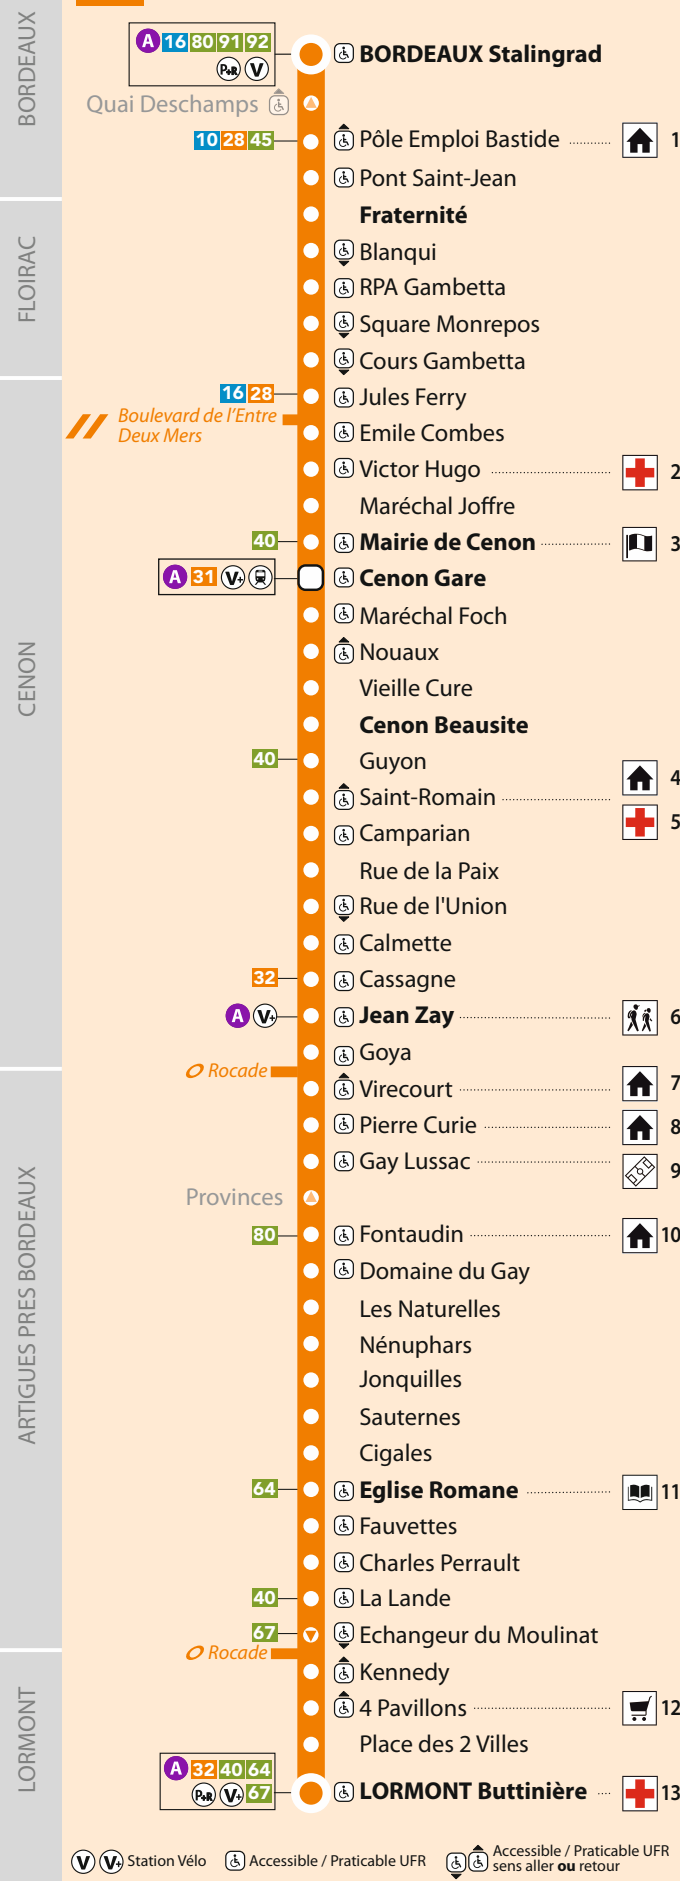 BORDEAUX
A 16 80 91 92
P+R V
BORDEAUX Stalingrad
Quai Deschamps
10 28 45
Pôle Emploi Bastide 1
Pont Saint-Jean
FLOIRAC
Fraternité
Blanqui
RPA Gambetta
Square Monrepos
Cours Gambetta
CENON
16 28
Jules Ferry
Boulevard de l'Entre
Deux Mers
Emile Combes
Victor Hugo 2
Maréchal Joffre
40
Mairie de Cenon 3
A 31 V+
Cenon Gare
Maréchal Foch
Nouaux
Vieille Cure
Cenon Beausite
40
Guyon
4
Saint-Romain
5
Camparian
Rue de la Paix
Rue de l'Union
Calmette
32
Cassagne
A V+
Jean Zay 6
Goya
Rocade
ARTIGUES PRES BORDEAUX
Virecourt 7
Pierre Curie 8
Gay Lussac 9
Provinces
80
Fontaudin 10
Domaine du Gay
Les Naturelles
Nénuphars
Jonquilles
Sauternes
Cigales
64
Eglise Romane 11
Fauvettes
Charles Perrault
40
La Lande
67
Echangeur du Moulinat
Rocade
LORMONT
Kennedy
4 Pavillons 12
Place des 2 Villes
A 32 40 64
P+R V+ 67
LORMONT Buttinière 13
V V+ Station Vélo
Accessible / Praticable UFR
Accessible / Praticable UFR
sens aller ou retour